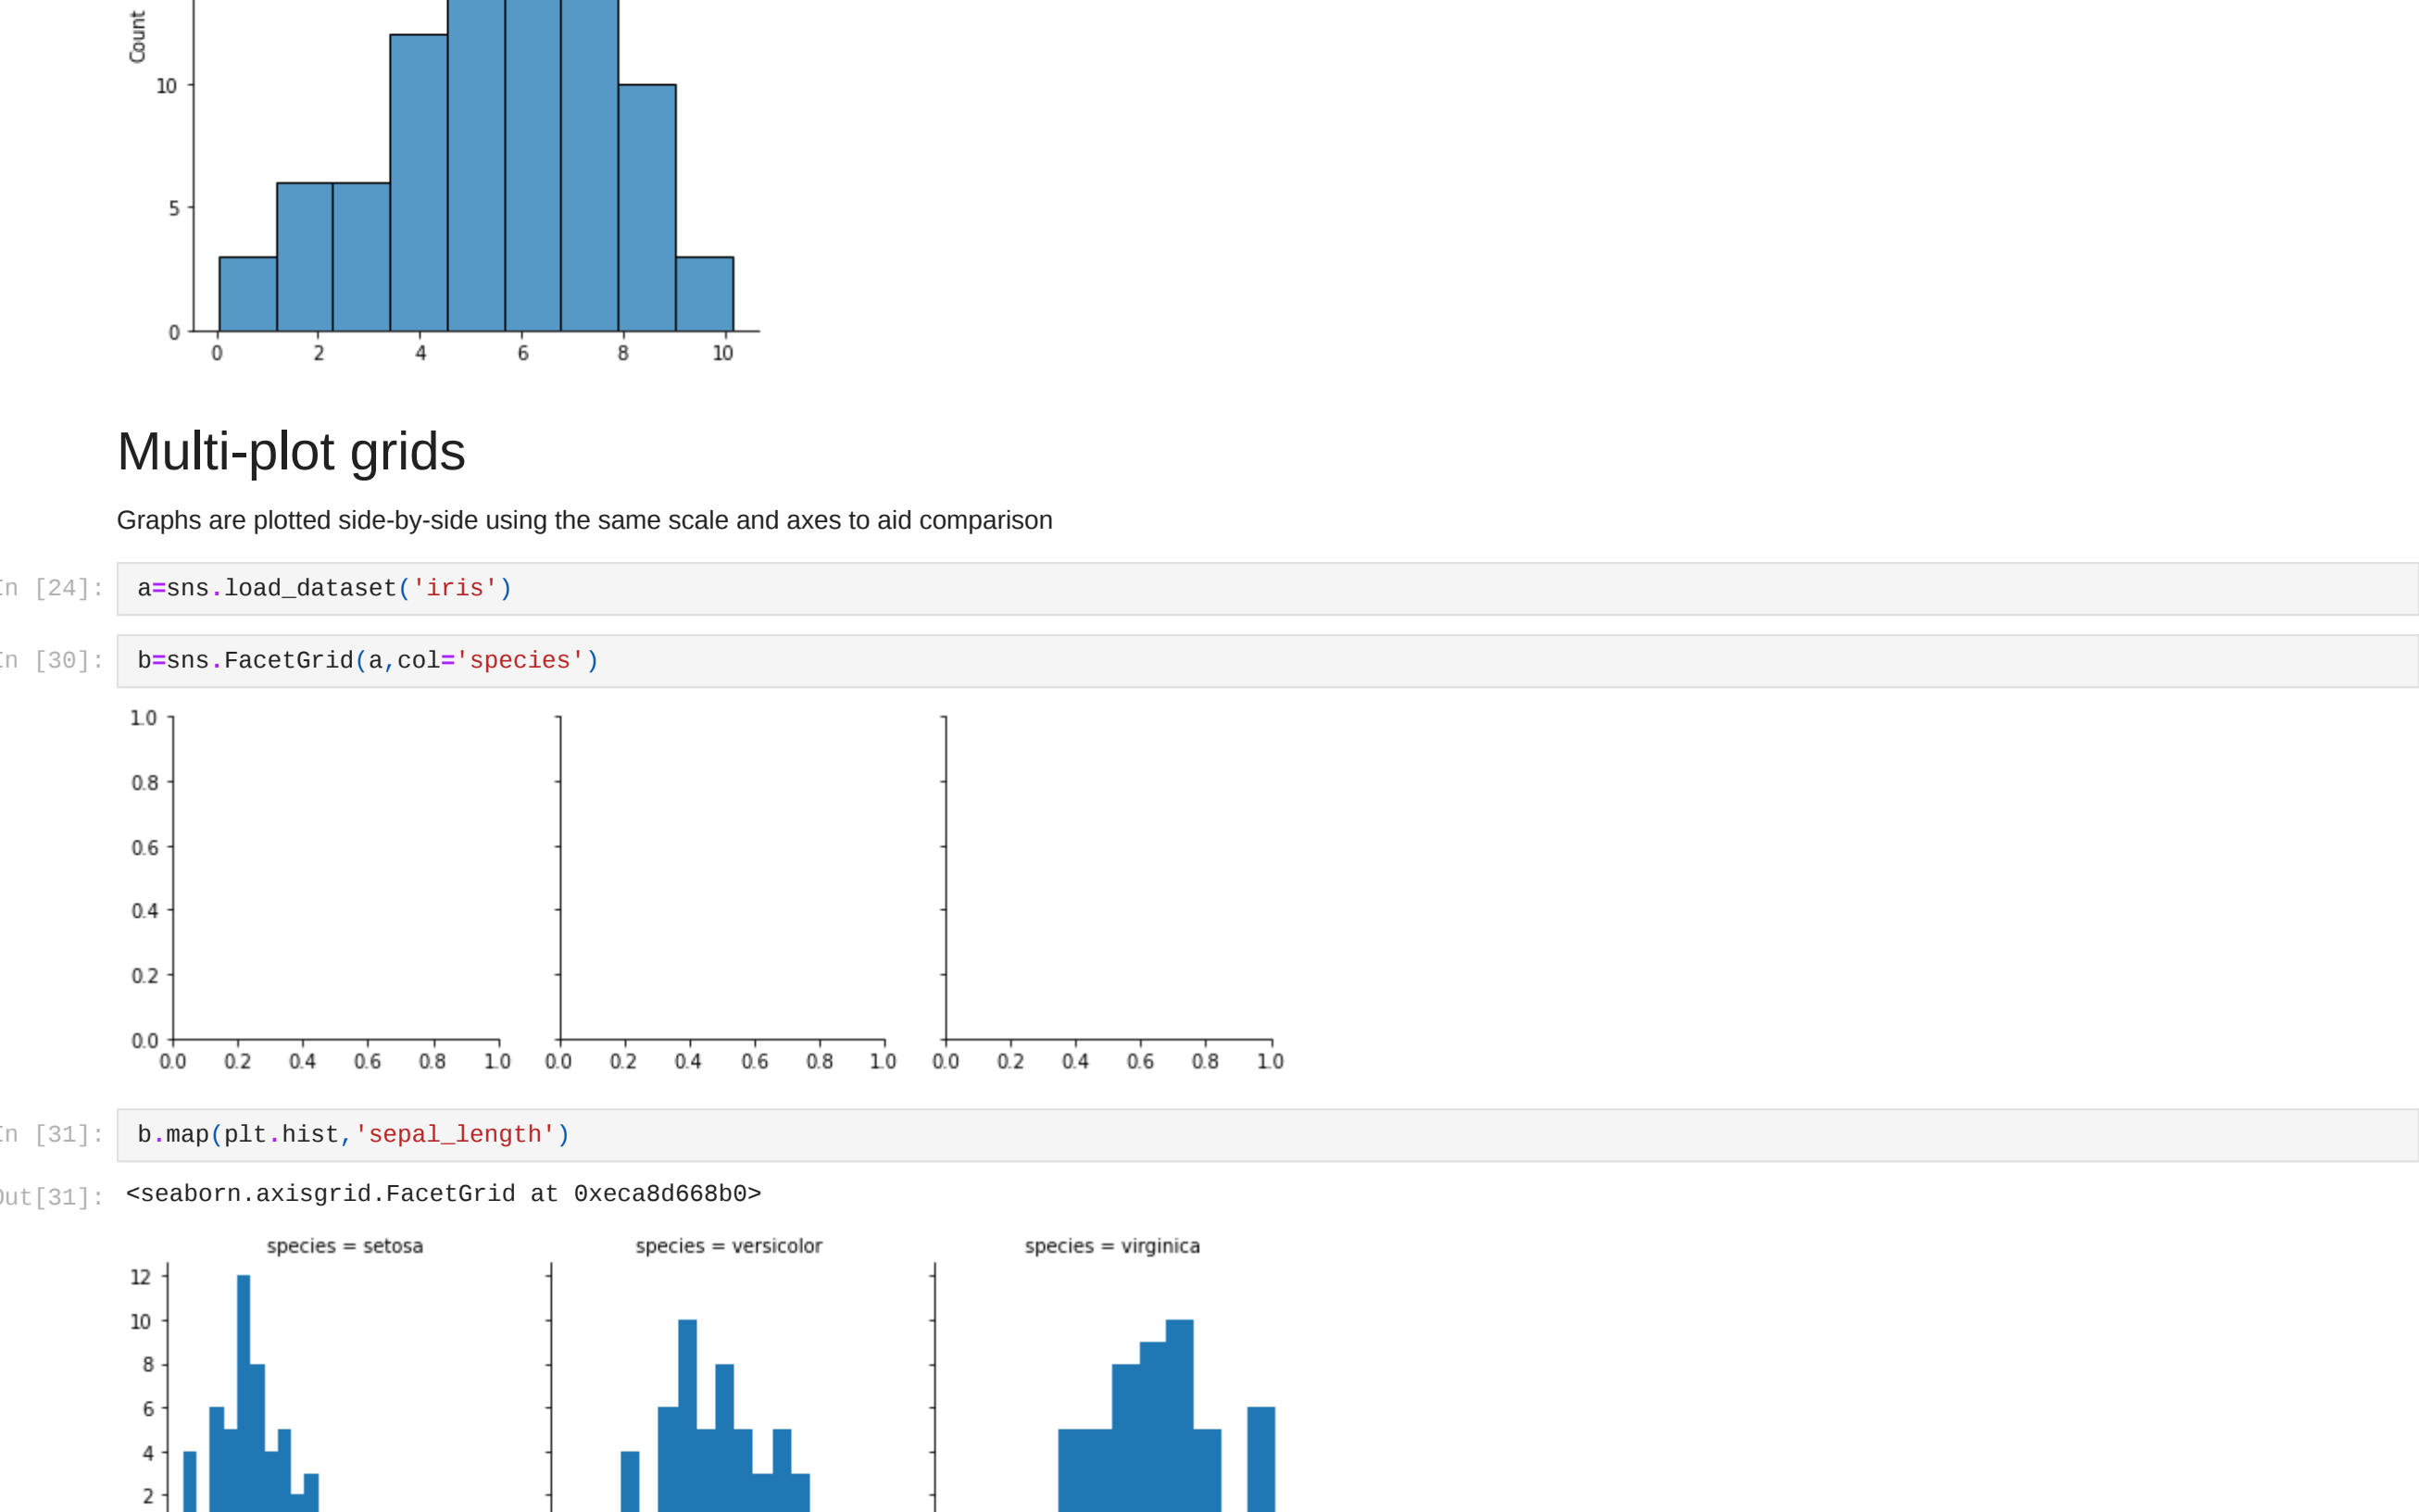 Count
10
5
0
0 2 4 6 8 10
Multi-plot grids
Graphs are plotted side-by-side using the same scale and axes to aid comparison
In [24]: a=sns.load_dataset('iris')
In [30]: b=sns.FacetGrid(a,col='species')
1.0
0.8
0.6
0.4
0.2
0.0
0.0 0.2 0.4 0.6 0.8 1.0 0.0 0.2 0.4 0.6 0.8 1.0 0.0 0.2 0.4 0.6 0.8 1.0
In [31]: b.map(plt.hist,'sepal_length')
Out[31]: <seaborn.axisgrid.FacetGrid at 0xeca8d668b0>
species = setosa species = versicolor species = virginica
12
10
8
6
4
2